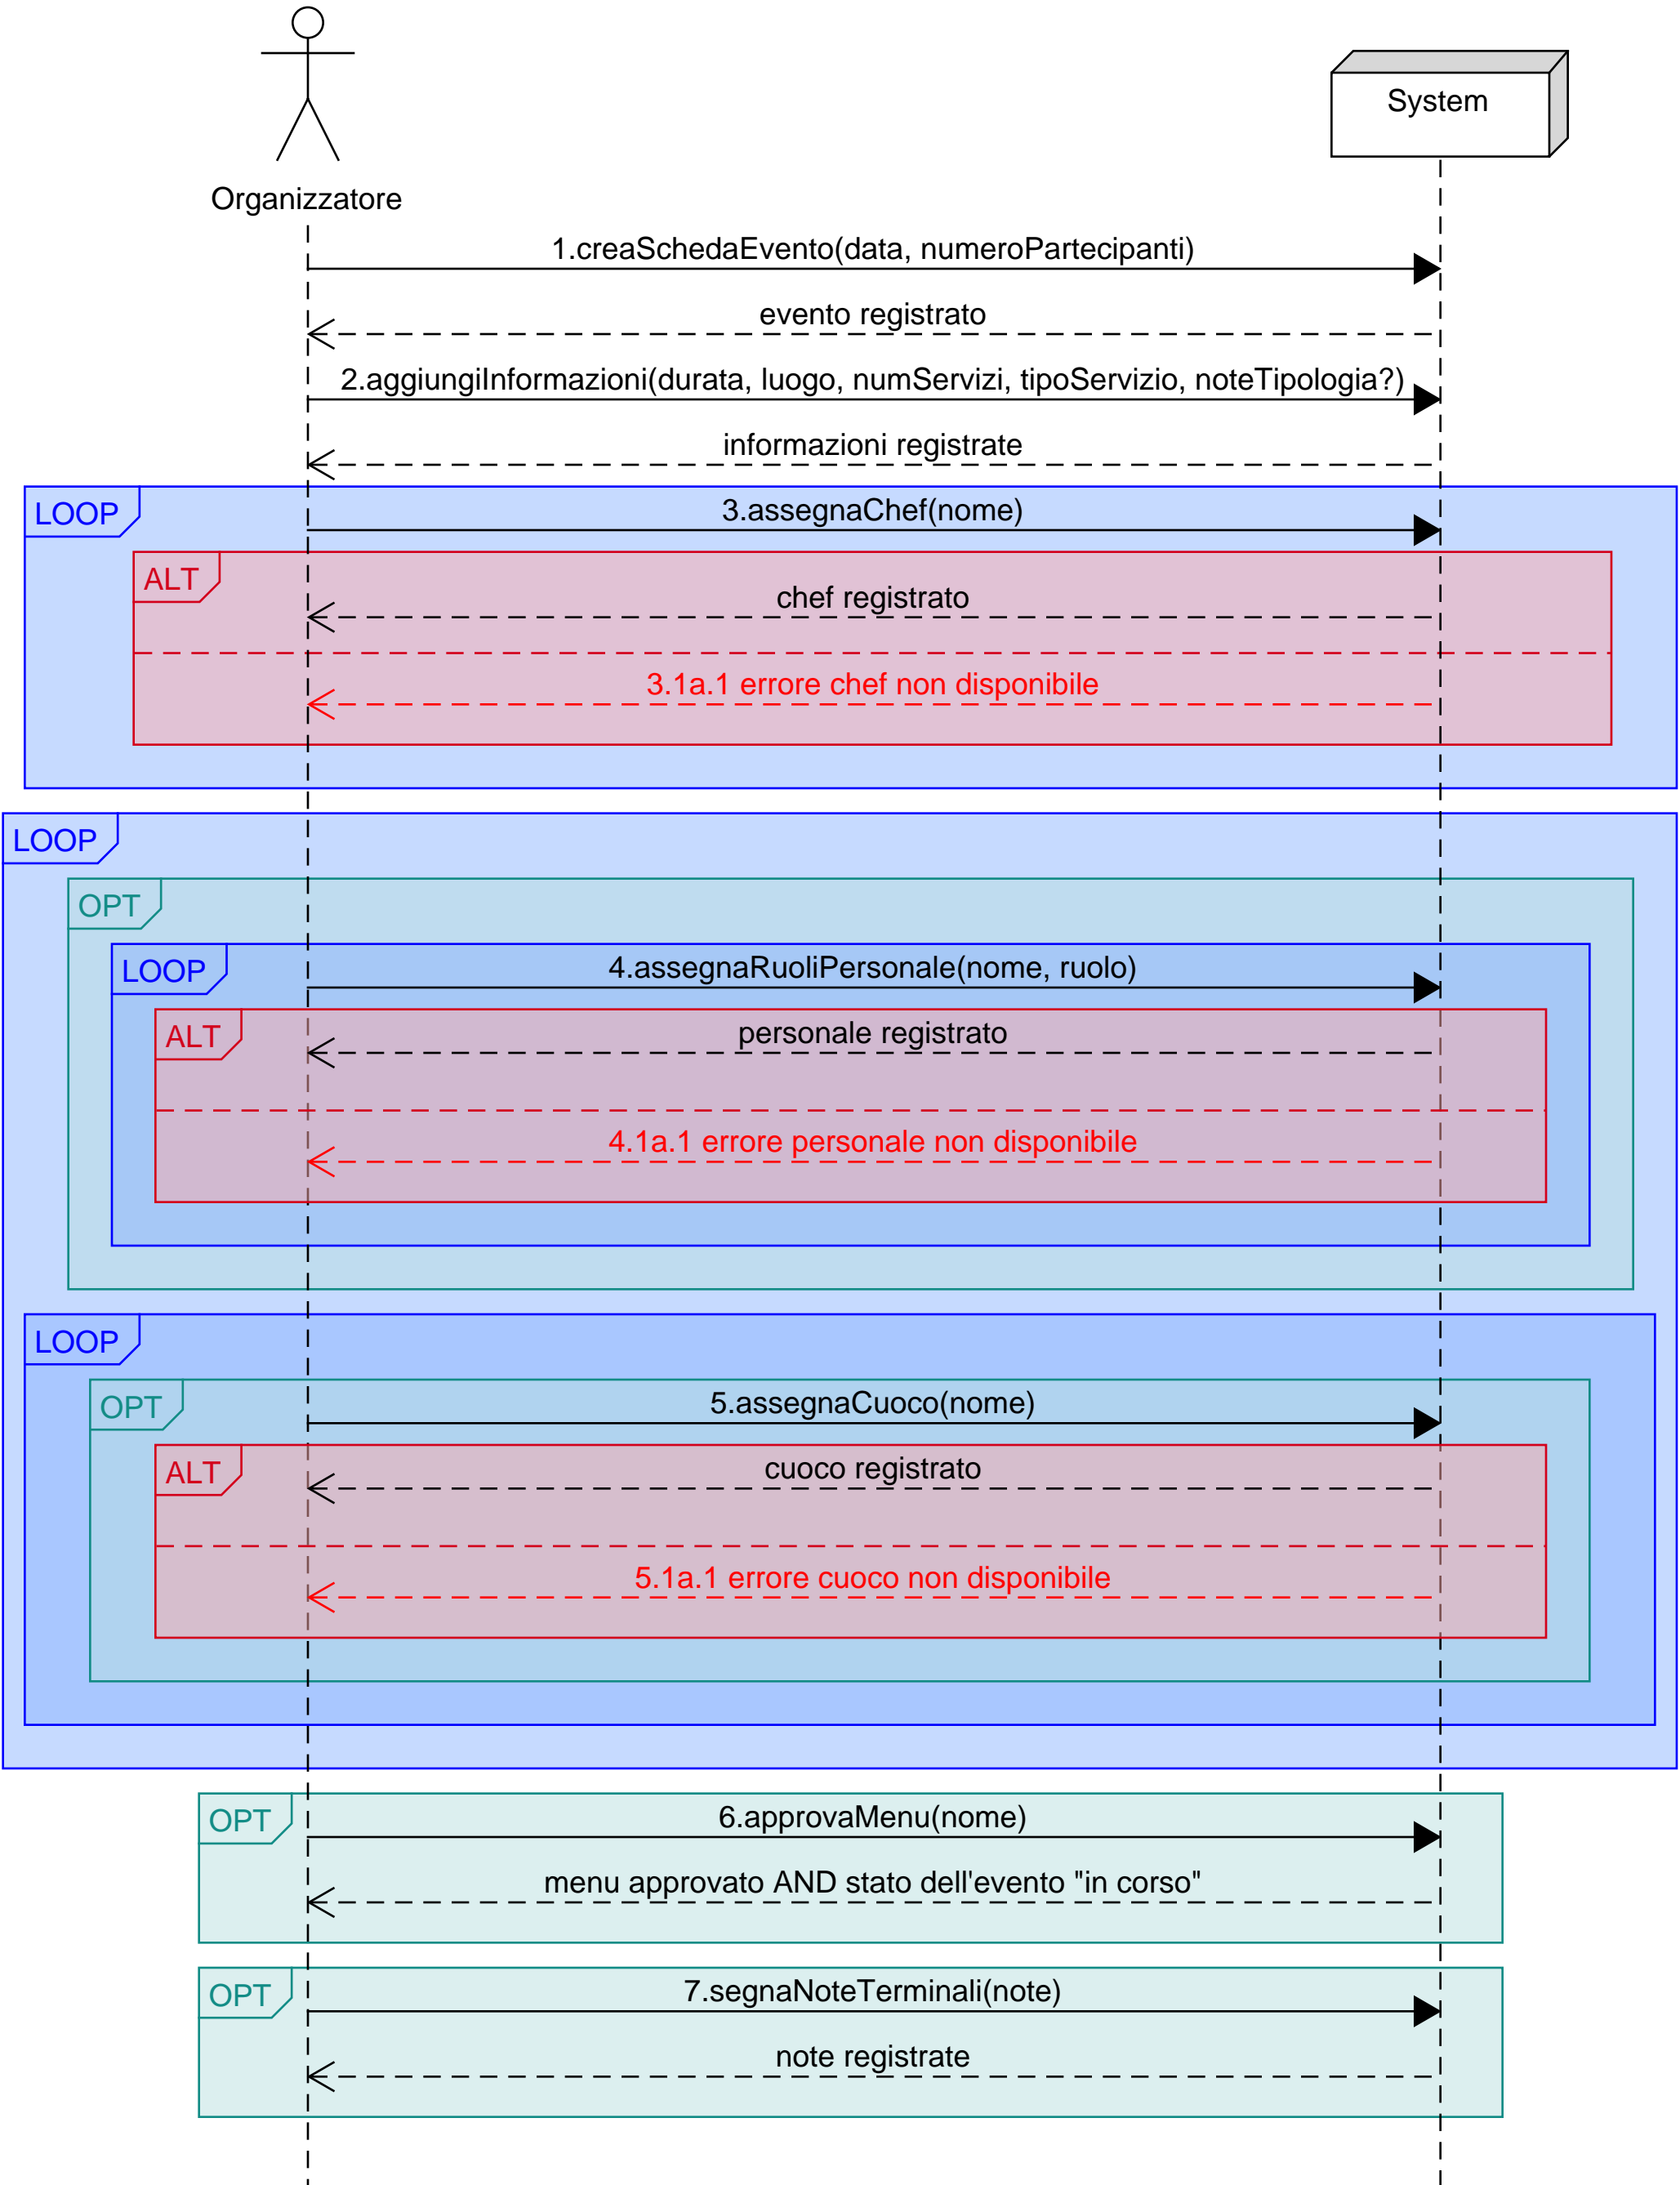 System
Organizzatore
1.creaSchedaEvento(data, numeroPartecipanti)
evento registrato
2.aggiungiInformazioni(durata, luogo, numServizi, tipoServizio, noteTipologia?)
informazioni registrate
LOOP
3.assegnaChef(nome)
ALT
chef registrato
3.1a.1 errore chef non disponibile
LOOP
OPT
LOOP
4.assegnaRuoliPersonale(nome, ruolo)
ALT
personale registrato
4.1a.1 errore personale non disponibile
LOOP
OPT
5.assegnaCuoco(nome)
ALT
cuoco registrato
5.1a.1 errore cuoco non disponibile
OPT
6.approvaMenu(nome)
menu approvato AND stato dell'evento "in corso"
OPT
7.segnaNoteTerminali(note)
note registrate